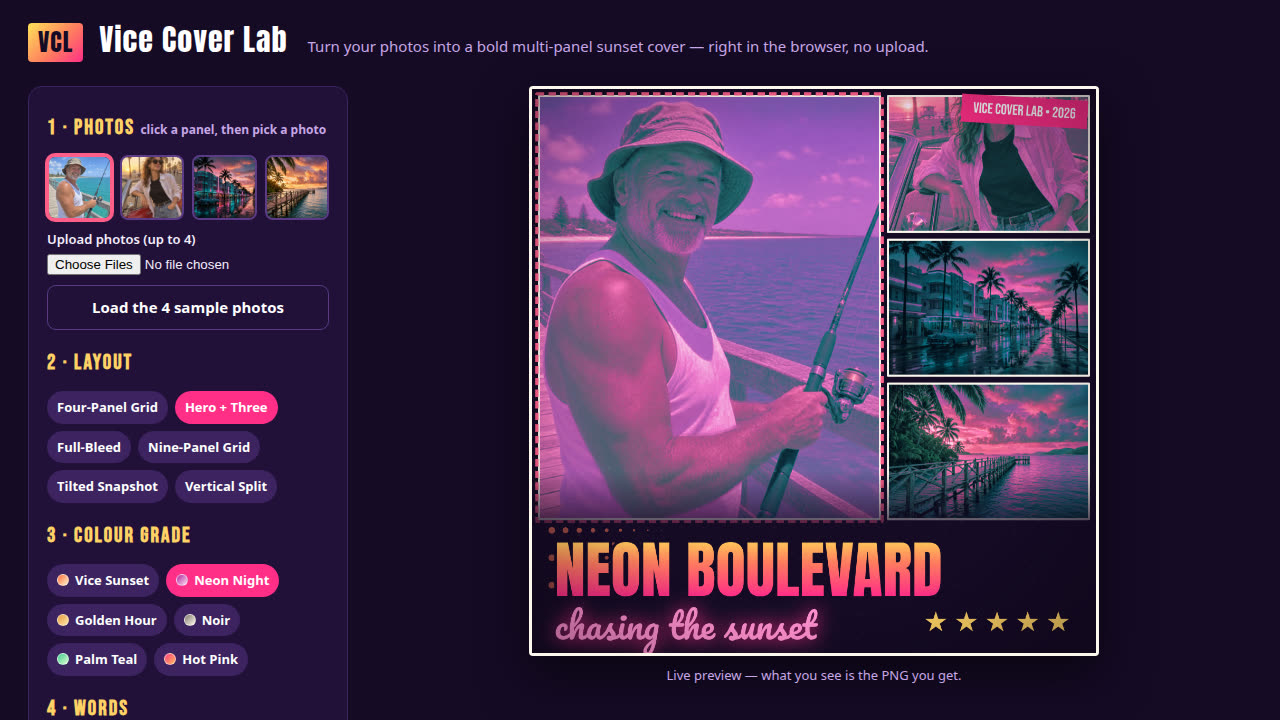 VCL
Vice Cover Lab
Turn your photos into a bold multi-panel sunset cover — right in the browser, no upload.
1 · PHOTOS click a panel, then pick a photo
Upload photos (up to 4)
Choose Files No file chosen
Load the 4 sample photos
2 · LAYOUT
Four-Panel Grid
Hero + Three
Full-Bleed
Nine-Panel Grid
Tilted Snapshot
Vertical Split
3 · COLOUR GRADE
Vice Sunset
Neon Night
Golden Hour
Noir
Palm Teal
Hot Pink
4 · WORDS
VICE COVER LAB • 2026
NEON BOULEVARD
chasing the sunset
★ ★ ★ ★ ★
Live preview — what you see is the PNG you get.